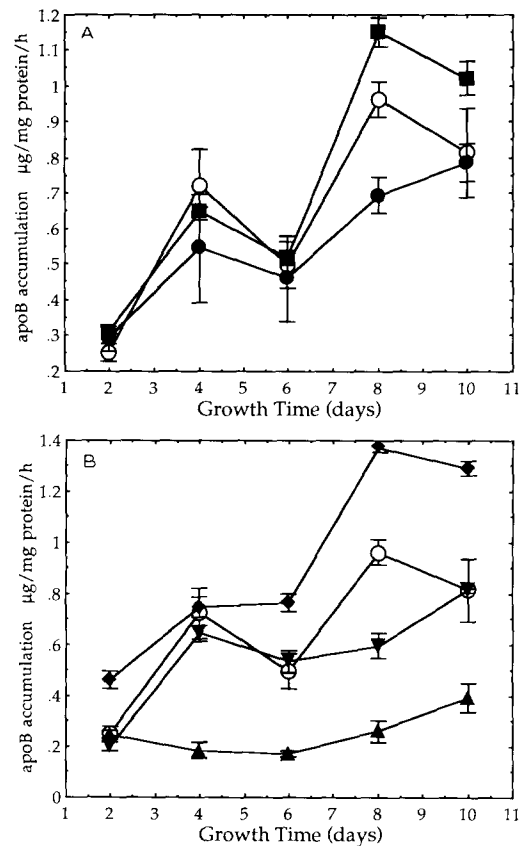 A
1.2
1.1
1
.9
.8
.7
.6
.5
.4
.3
.2
apoB accumulation µg/mg protein/h
1 2 3 4 5 6 7 8 9 10 11
Growth Time (days)
B
1.4
1.2
1
.8
.6
.4
.2
0
apoB accumulation µg/mg protein/h
1 2 3 4 5 6 7 8 9 10 11
Growth Time (days)